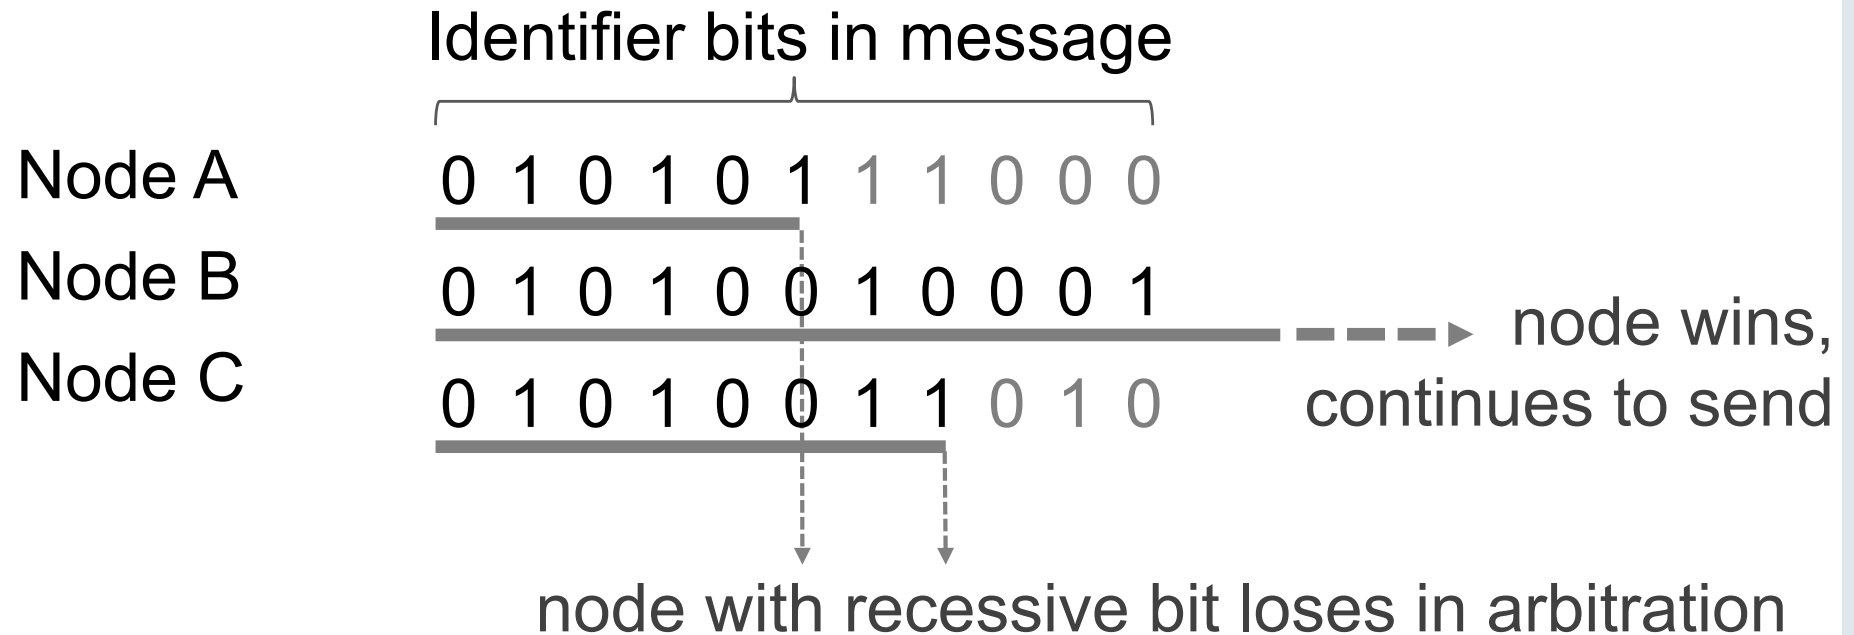 Identifier bits in message
Node A 0 1 0 1 0 1 1 1 0 0 0
Node B 0 1 0 1 0 0 1 0 0 0 1
node wins,
Node C 0 1 0 1 0 0 1 1 0 1 0
continues to send
node with recessive bit loses in arbitration